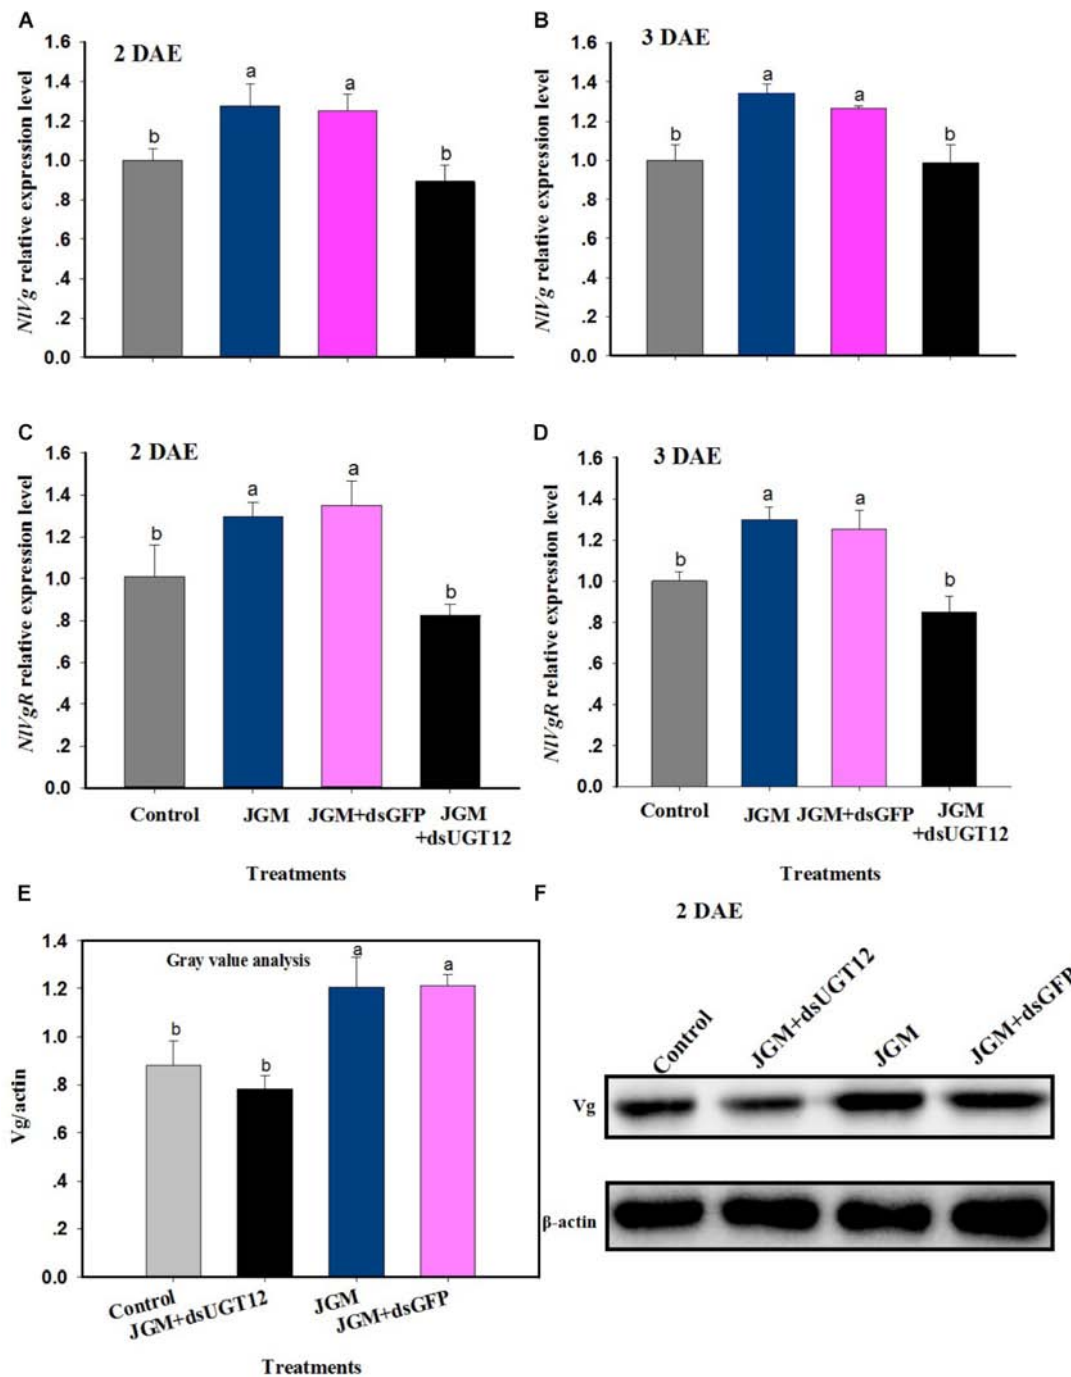 A
2 DAE
NlVg relative expression level
1.6
1.4
1.2
1.0
.8
.6
.4
.2
0.0
b
a
a
b
B
3 DAE
NlVg relative expression level
1.6
1.4
1.2
1.0
.8
.6
.4
.2
0.0
b
a
a
b
C
2 DAE
NlVgR relative expression level
1.6
1.4
1.2
1.0
.8
.6
.4
.2
0.0
b
a
a
b
Control
JGM
JGM+dsGFP
JGM
+dsUGT12
Treatments
D
3 DAE
NlVgR relative expression level
1.6
1.4
1.2
1.0
.8
.6
.4
.2
0.0
b
a
a
b
Control
JGM
JGM+dsGFP
JGM
+dsUGT12
Treatments
E
Gray value analysis
Vg/actin
1.4
1.2
1.0
.8
.6
.4
.2
0.0
b
b
a
a
Control
JGM+dsUGT12
JGM
JGM+dsGFP
Treatments
F
2 DAE
Control
JGM+dsUGT12
JGM
JGM+dsGFP
Vg
β-actin